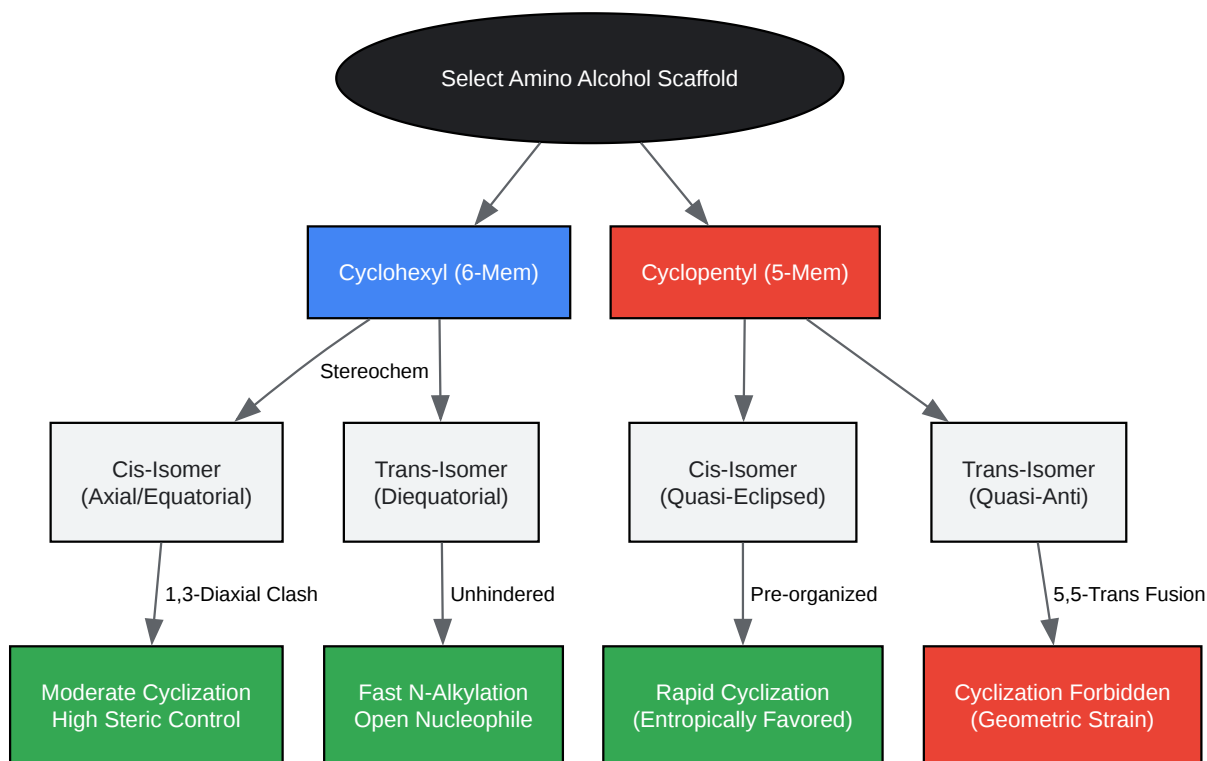 Select Amino Alcohol Scaffold
Cyclohexyl (6-Mem)
Cyclopentyl (5-Mem)
Stereochem
Cis-Isomer
(Axial/Equatorial)
Trans-Isomer
(Diequatorial)
Cis-Isomer
(Quasi-Eclipsed)
Trans-Isomer
(Quasi-Anti)
1,3-Diaxial Clash
Unhindered
Pre-organized
5,5-Trans Fusion
Moderate Cyclization
High Steric Control
Fast N-Alkylation
Open Nucleophile
Rapid Cyclization
(Entropically Favored)
Cyclization Forbidden
(Geometric Strain)